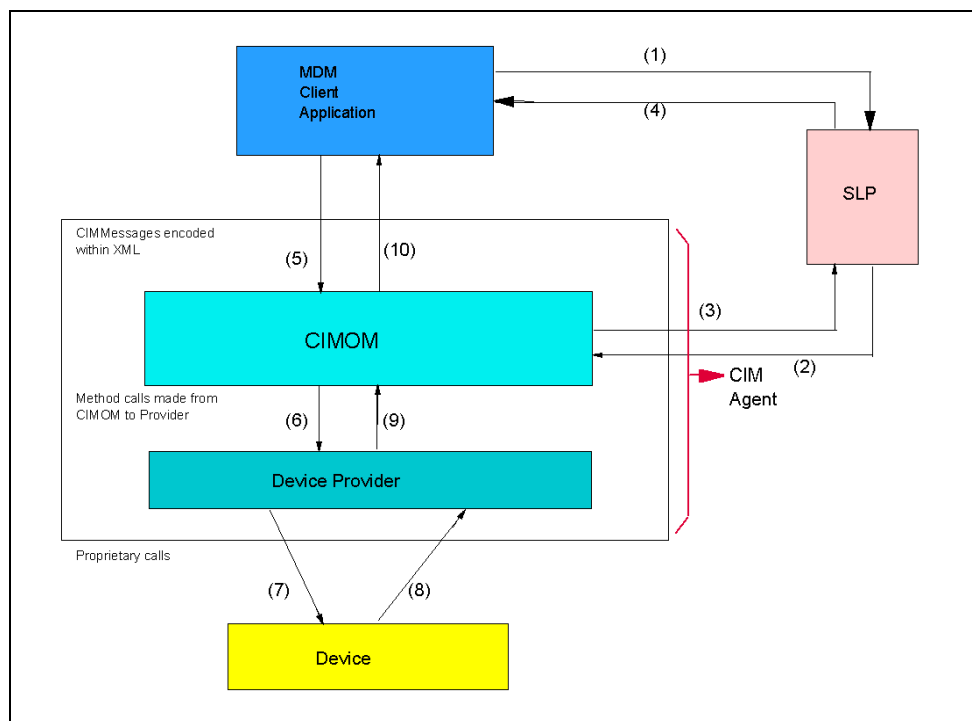 MDM
Client
Application
(1)
(4)
SLP
CIMMessages encoded
within XML
(5)
(10)
(3)
CIMOM
(2)
CIM
Agent
Method calls made from
CIMOM to Provider
(6)
(9)
Device Provider
Proprietary calls
(7)
(8)
Device